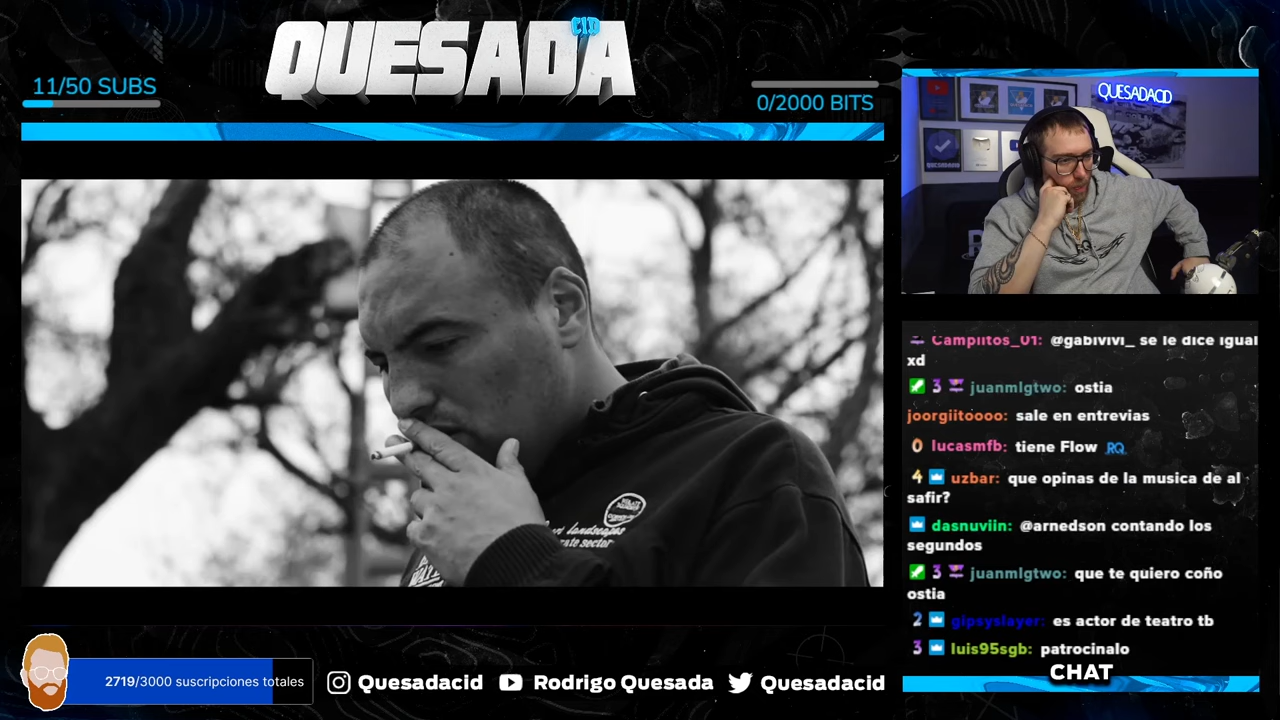 QUESADA
CID
11/50 SUBS
0/2000 BITS
QUESADACID
Campiitos_01: @gabivivi_ se le dice igual
xd
3 juanmlgtwo: ostia
joorgiitoooo: sale en entrevias
0 lucasmfb: tiene Flow RQ
4 uzbar: que opinas de la musica de al
safir?
dasnuviin: @arnedson contando los
segundos
3 juanmlgtwo: que te quiero coño
ostia
2 gipsyslayer: es actor de teatro tb
3 luis95sgb: patrocinalo
CHAT
2719/3000 suscripciones totales
Quesadacid
Rodrigo Quesada
Quesadacid